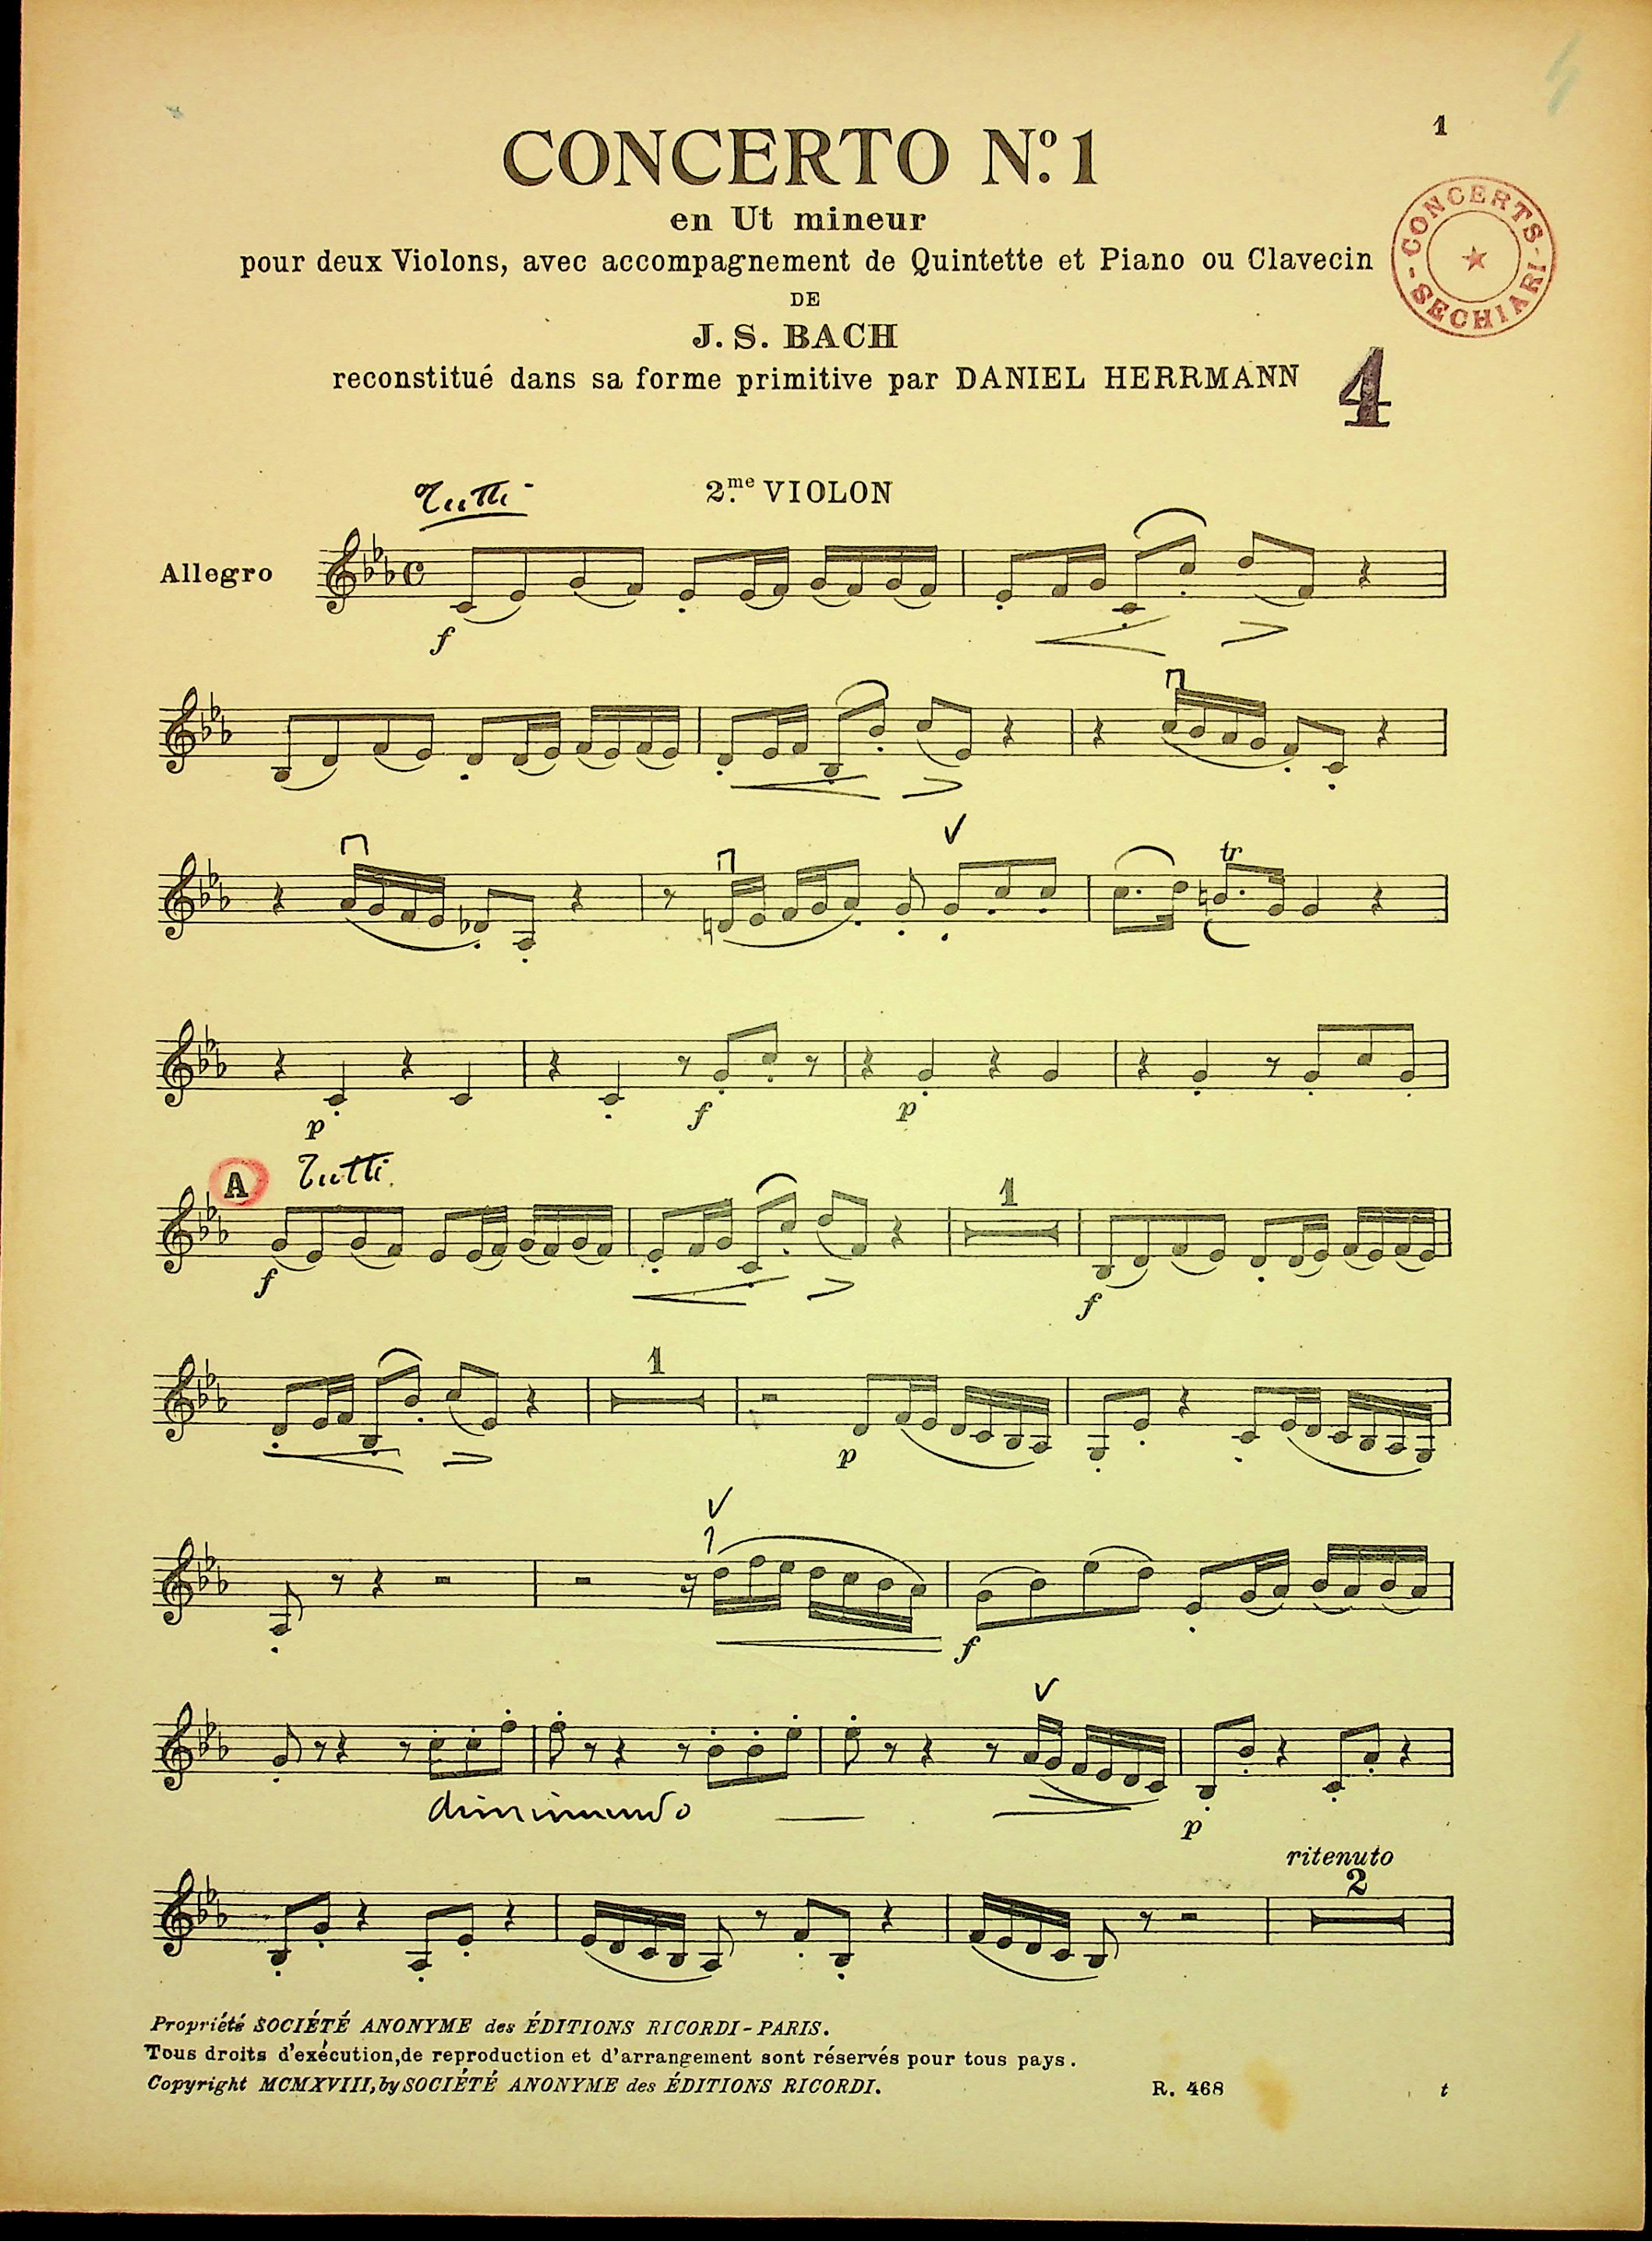 1
CONCERTO Nº. 1
en Ut mineur
pour deux Violons, avec accompagnement de Quintette et Piano ou Clavecin
DE
J. S. BACH
reconstitué dans sa forme primitive par DANIEL HERRMANN
CONCERTS - SECHIARI -
4
Tutti
2.me VIOLON
Allegro
f
tr
p
f
p
A Tutti
1
f
f
1
p
f
diminuendo
p
ritenuto
2
Propriété SOCIÉTÉ ANONYME des ÉDITIONS RICORDI - PARIS.
Tous droits d'exécution, de reproduction et d'arrangement sont réservés pour tous pays.
Copyright MCMXVIII, by SOCIÉTÉ ANONYME des ÉDITIONS RICORDI.
R. 468
t